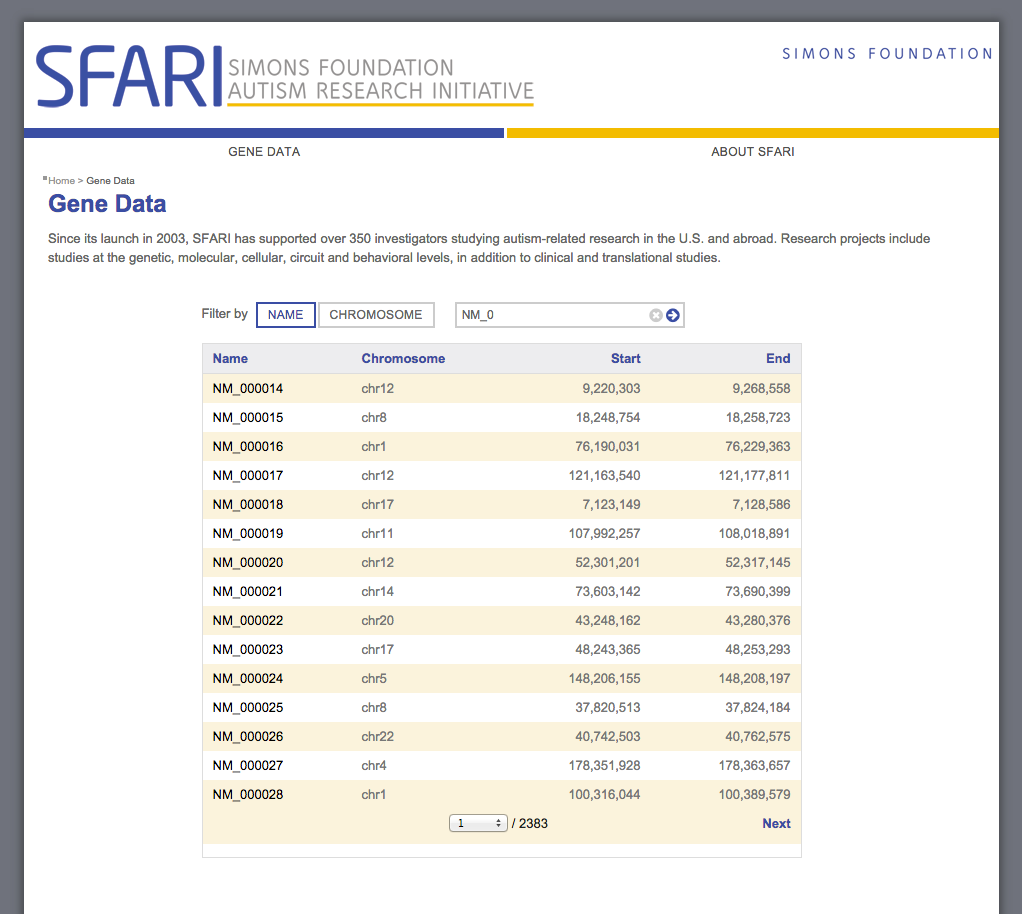 SFARI SIMONS FOUNDATION
AUTISM RESEARCH INITIATIVE
SIMONS FOUNDATION
GENE DATA ABOUT SFARI
Home > Gene Data
Gene Data
Since its launch in 2003, SFARI has supported over 350 investigators studying autism-related research in the U.S. and abroad. Research projects include
studies at the genetic, molecular, cellular, circuit and behavioral levels, in addition to clinical and translational studies.
Filter by NAME CHROMOSOME NM_0
Name Chromosome Start End
NM_000014 chr12 9,220,303 9,268,558
NM_000015 chr8 18,248,754 18,258,723
NM_000016 chr1 76,190,031 76,229,363
NM_000017 chr12 121,163,540 121,177,811
NM_000018 chr17 7,123,149 7,128,586
NM_000019 chr11 107,992,257 108,018,891
NM_000020 chr12 52,301,201 52,317,145
NM_000021 chr14 73,603,142 73,690,399
NM_000022 chr20 43,248,162 43,280,376
NM_000023 chr17 48,243,365 48,253,293
NM_000024 chr5 148,206,155 148,208,197
NM_000025 chr8 37,820,513 37,824,184
NM_000026 chr22 40,742,503 40,762,575
NM_000027 chr4 178,351,928 178,363,657
NM_000028 chr1 100,316,044 100,389,579
1 / 2383 Next